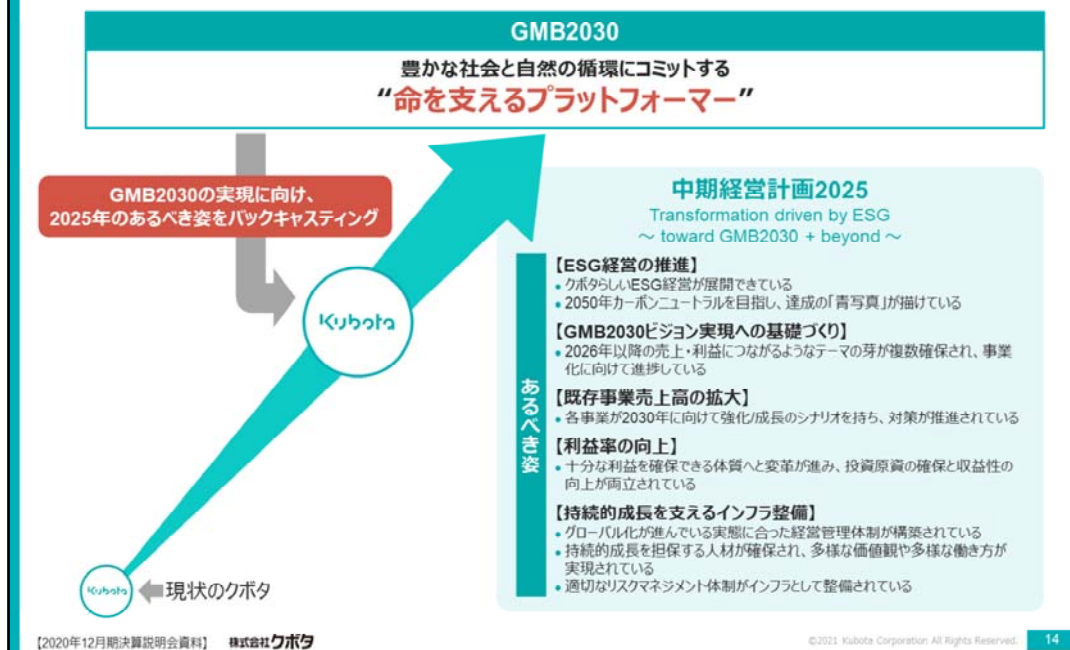 GMB2030
豊かな社会と自然の循環にコミットする
“命を支えるプラットフォーマー”
GMB2030の実現に向け、
2025年のあるべき姿をバックキャスティング
Kubota
Kubota
現状のクボタ
中期経営計画2025
Transformation driven by ESG
～ toward GMB2030 + beyond ～
あるべき姿
【ESG経営の推進】
• クボタらしいESG経営が展開できている
• 2050年カーボンニュートラルを目指し、達成の「青写真」が描けている
【GMB2030ビジョン実現への基礎づくり】
• 2026年以降の売上・利益につながるようなテーマの芽が複数確保され、事業
化に向けて進捗している
【既存事業売上高の拡大】
• 各事業が2030年に向けて強化/成長のシナリオを持ち、対策が推進されている
【利益率の向上】
• 十分な利益を確保できる体質へと変革が進み、投資原資の確保と収益性の
向上が両立されている
【持続的成長を支えるインフラ整備】
• グローバル化が進んでいる実態に合った経営管理体制が構築されている
• 持続的成長を担保する人材が確保され、多様な価値観や多様な働き方が
実現されている
• 適切なリスクマネジメント体制がインフラとして整備されている
【2020年12月期決算説明会資料】 株式会社クボタ
©2021 Kubota Corporation All Rights Reserved. 14